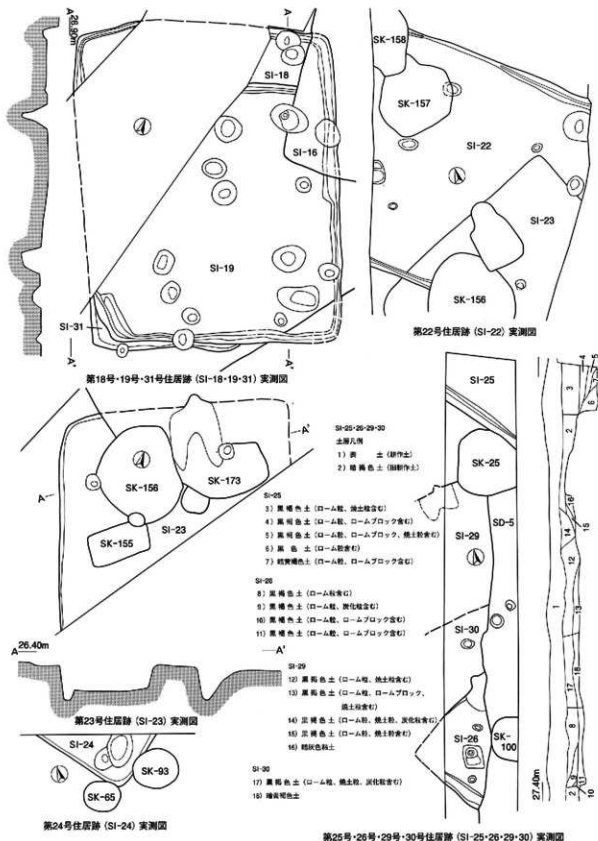 A
26.90m
A
SI-18
SI-16
SI-19
SI-31
A'
A'
第18号・19号・31号住居跡 (SI-18・19・31) 実測図
SK-158
SK-157
SI-22
SI-23
SK-156
第22号住居跡 (SI-22) 実測図
A'
A
SK-156
SK-173
SI-23
SK-155
A
26.40m
A'
第23号住居跡 (SI-23) 実測図
SI-24
SK-93
SK-65
第24号住居跡 (SI-24) 実測図
SI-25・26・29・30
土層凡例
1) 表 土 (耕作土)
2) 暗褐色土 (旧耕作土)
SI-25
3) 黒褐色土 (ローム粒、焼土粒含む)
4) 黒褐色土 (ローム粒、ロームブロック含む)
5) 黒褐色土 (ローム粒、ロームブロック、焼土粒含む)
6) 黒色土 (ローム粒含む)
7) 暗黄褐色土 (ローム粒、ロームブロック含む)
SI-26
8) 黒褐色土 (ローム粒含む)
9) 黒褐色土 (ローム粒、炭化粒含む)
10) 黒褐色土 (ローム粒、ロームブロック含む)
11) 黒褐色土 (ローム粒、ロームブロック含む)
SI-29
12) 黒褐色土 (ローム粒、焼土粒含む)
13) 黒褐色土 (ローム粒、ロームブロック、
焼土粒含む)
14) 黒褐色土 (ローム粒、焼土粒、炭化粒含む)
15) 黒褐色土 (ローム粒、焼土粒含む)
16) 暗灰色粘土
SI-30
17) 黒褐色土 (ローム粒、焼土粒、炭化粒含む)
18) 暗黄褐色土
SI-25
SK-25
SD-5
SI-29
SI-30
SI-26
SK-100
4
5
3
7
6
2
16
15
14
12
1
13
18
17
8
27.40m
9
11
2
10
第25号・26号・29号・30号住居跡 (SI-25・26・29・30) 実測図